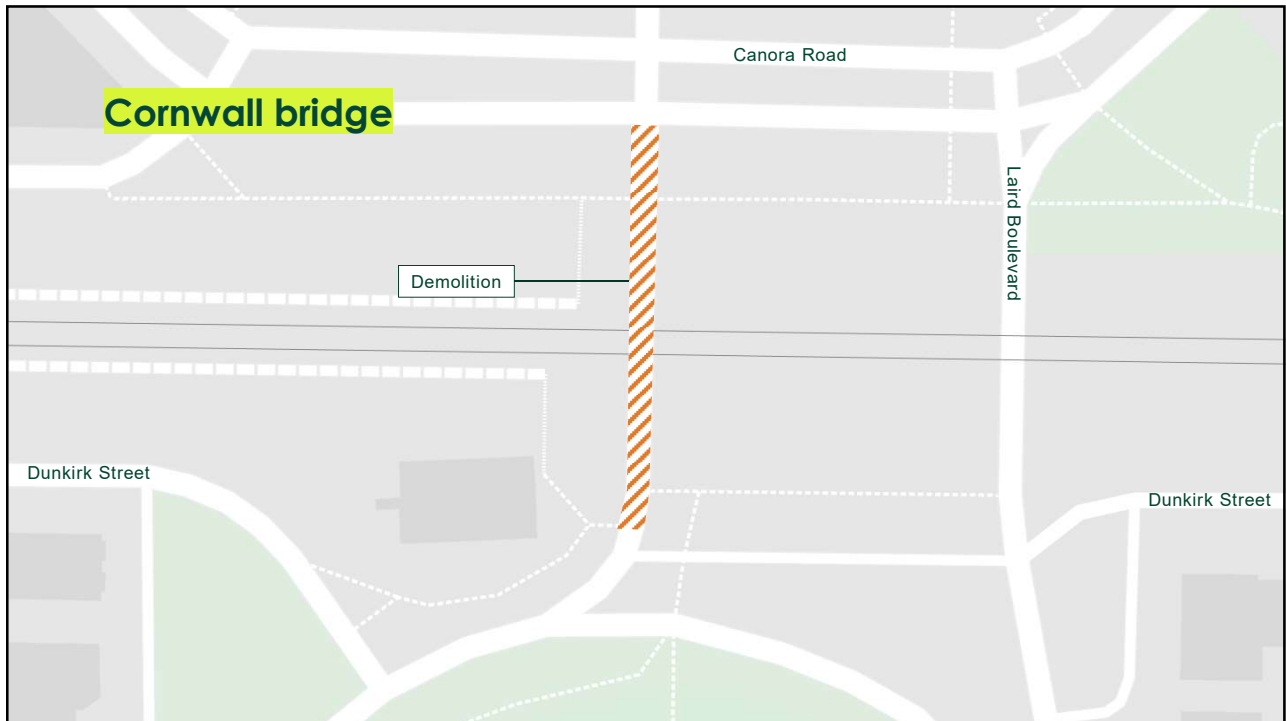 Canora Road
Cornwall bridge
Laird Boulevard
Demolition
Dunkirk Street
Dunkirk Street